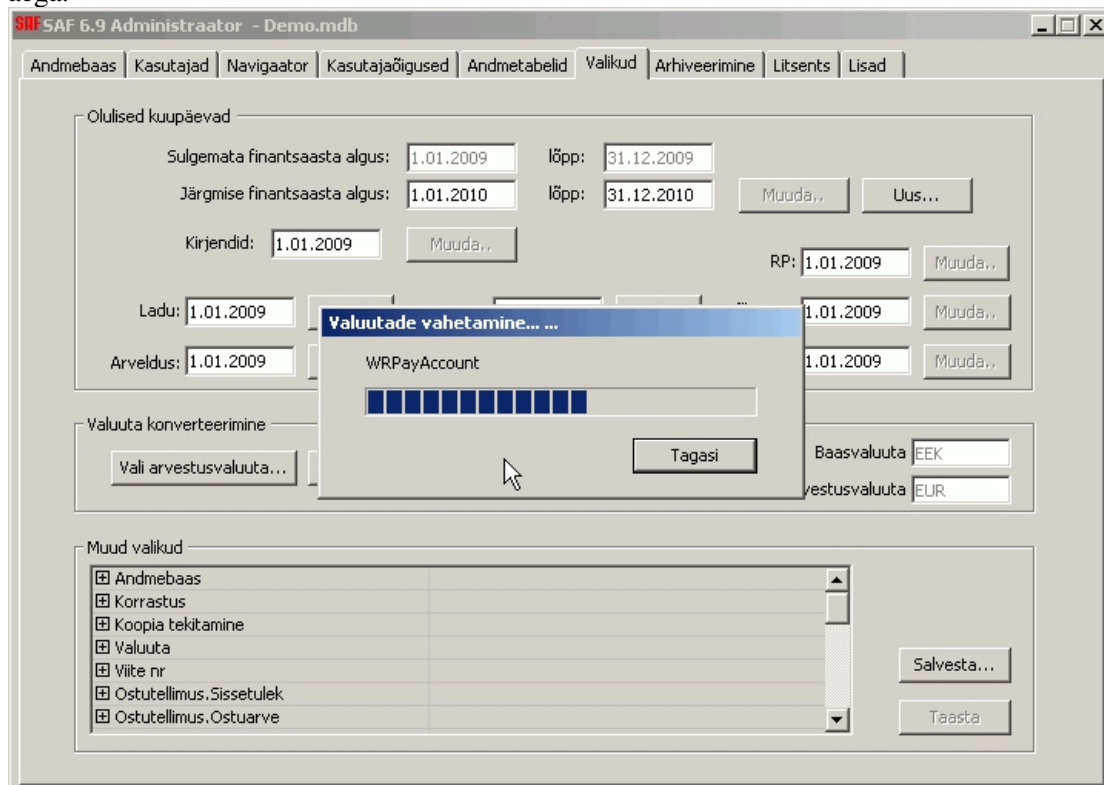 SAF SAF 6.9 Administraator - Demo.mdb
Andmebaas Kasutajad Navigaator Kasutajaõigused Andmetabelid Valikud Arhiveerimine Litsents Lisad
Olulised kuupäevad
Sulgemata finantsaasta algus: 1.01.2009 lõpp: 31.12.2009
Järgmise finantsaasta algus: 1.01.2010 lõpp: 31.12.2010 Muuda.. Uus...
Kirjendid: 1.01.2009 Muuda..
RP: 1.01.2009 Muuda..
Ladu: 1.01.2009 1.01.2009 Muuda..
Valuutade vahetamine... ...
Arveldus: 1.01.2009 1.01.2009 Muuda..
WRPayAccount
Tagasi
Valuuta konverteerimine
Vali arvestusvaluuta... Baasvaluuta EEK
vestusvaluuta EUR
Muud valikud
Andmebaas
Korrastus
Koopia tekitamine
Valuuta
Viite nr
Ostutellimus.Sissetulek
Ostutellimus.Ostuarve
Salvesta...
Taasta